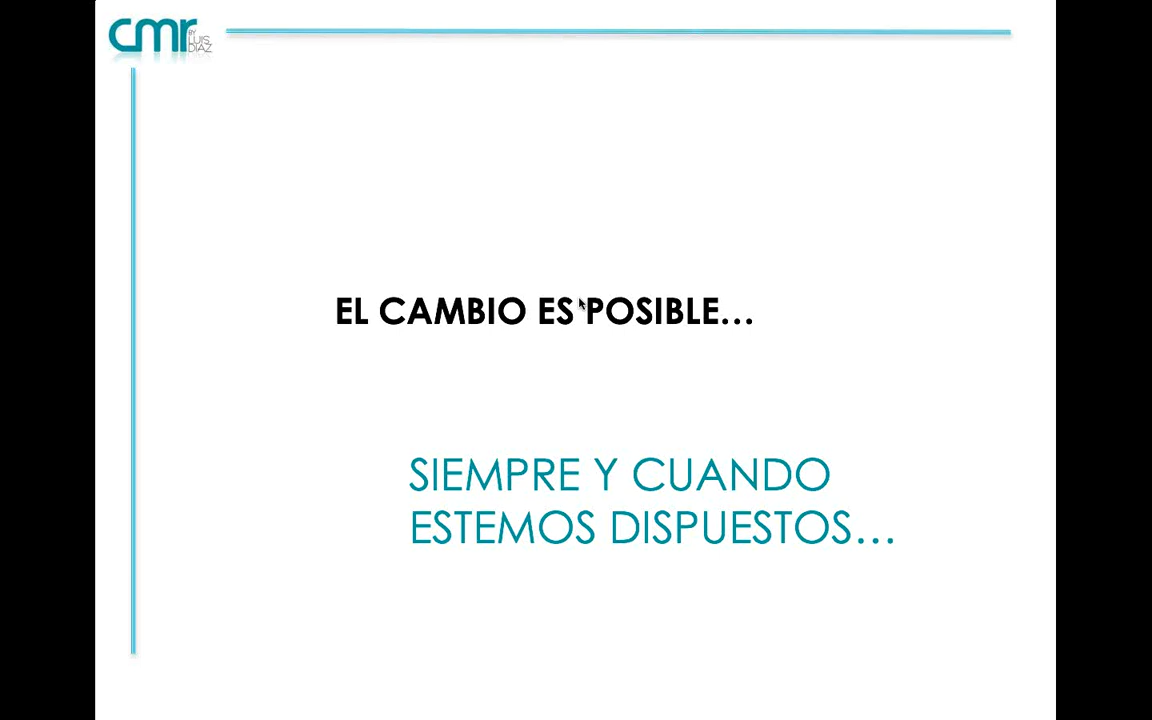 cmr
BY
LUIS
DIAZ
EL CAMBIO ES POSIBLE…
SIEMPRE Y CUANDO
ESTEMOS DISPUESTOS…